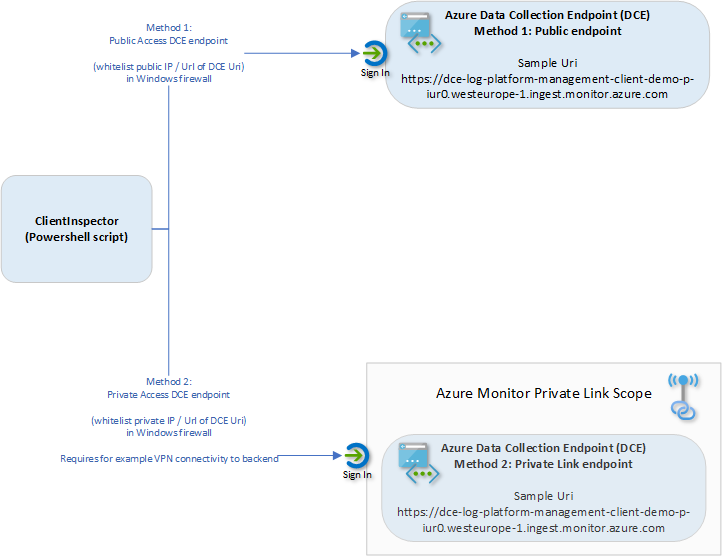 Method 1:
Public Access DCE endpoint
(whitelist public IP / Url of DCE Uri)
in Windows firewall
Sign In
Azure Data Collection Endpoint (DCE)
Method 1: Public endpoint
Sample Uri
https://dce-log-platform-management-client-demo-p-
iur0.westeurope-1.ingest.monitor.azure.com
ClientInspector
(Powershell script)
Method 2:
Private Access DCE endpoint
(whitelist private IP / Url of DCE Uri)
in Windows firewall
Requires for example VPN connectivity to backend
Sign In
Azure Monitor Private Link Scope
Azure Data Collection Endpoint (DCE)
Method 2: Private Link endpoint
Sample Uri
https://dce-log-platform-management-client-demo-p-
iur0.westeurope-1.ingest.monitor.azure.com